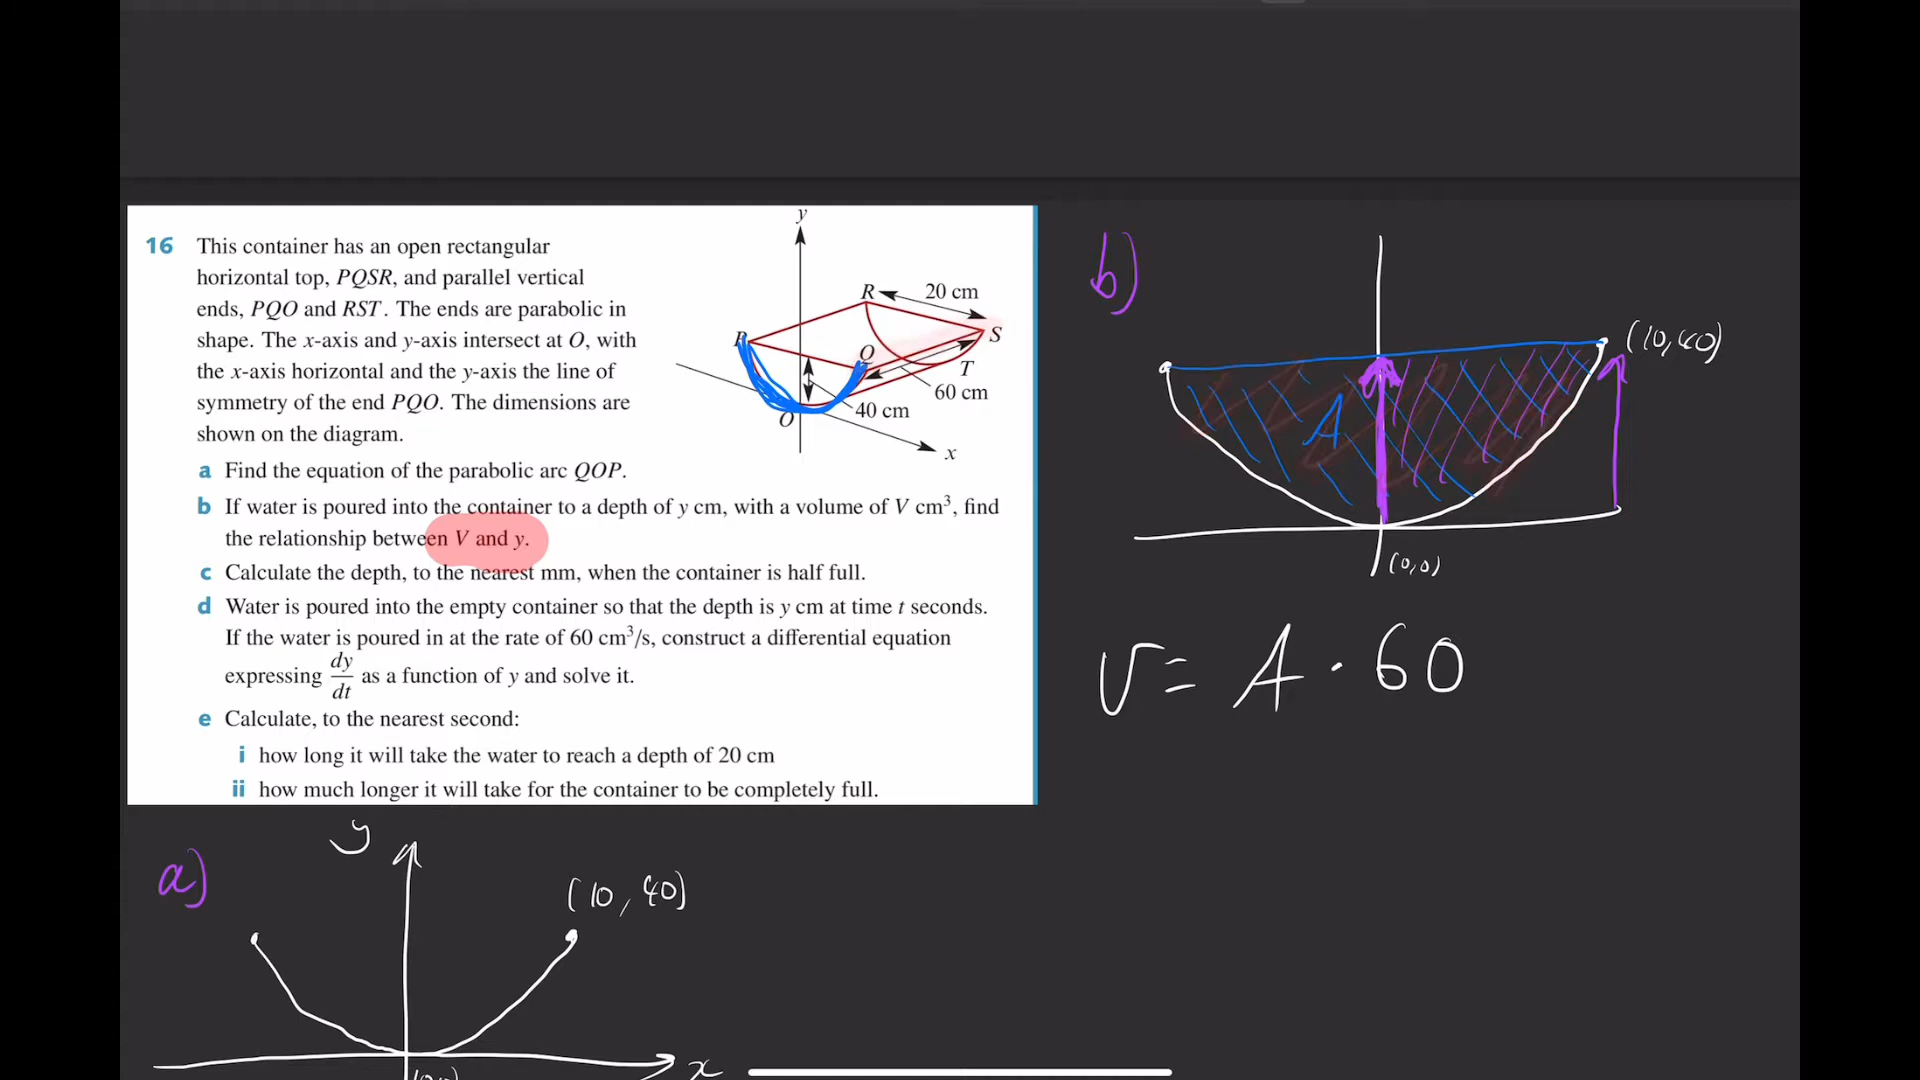 16 This container has an open rectangular
horizontal top, PQSR, and parallel vertical
ends, PQO and RST. The ends are parabolic in
shape. The x-axis and y-axis intersect at O, with
the x-axis horizontal and the y-axis the line of
symmetry of the end PQO. The dimensions are
shown on the diagram.
y
R
20 cm
S
P
Q
T
60 cm
40 cm
O
x
a Find the equation of the parabolic arc QOP.
b If water is poured into the container to a depth of y cm, with a volume of V cm³, find
the relationship between V and y.
c Calculate the depth, to the nearest mm, when the container is half full.
d Water is poured into the empty container so that the depth is y cm at time t seconds.
If the water is poured in at the rate of 60 cm³/s, construct a differential equation
expressing dy/dt as a function of y and solve it.
e Calculate, to the nearest second:
i how long it will take the water to reach a depth of 20 cm
ii how much longer it will take for the container to be completely full.
a)
y
(10, 40)
x
b)
(10, 40)
A
(0,0)
V = A · 60